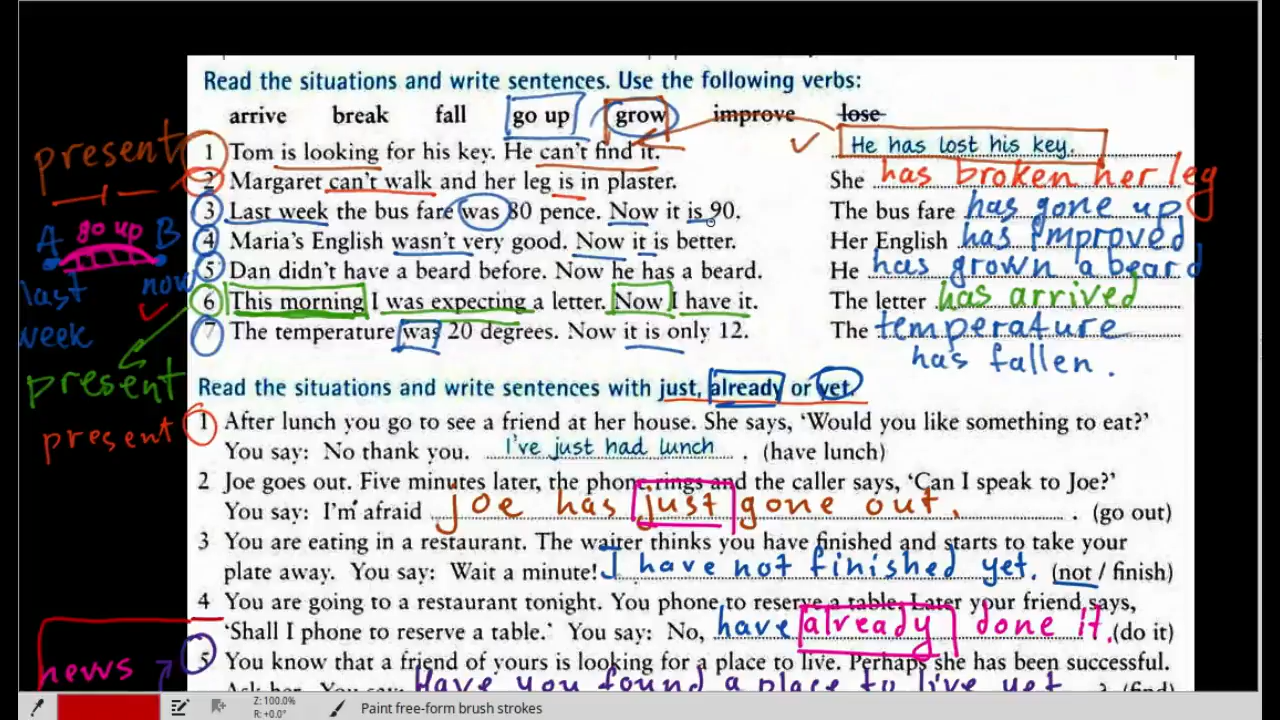 Read the situations and write sentences. Use the following verbs:
arrive break fall go up grow improve lose
present
1 Tom is looking for his key. He can't find it. He has lost his key.
2 Margaret can't walk and her leg is in plaster. She has broken her leg
3 Last week the bus fare was 80 pence. Now it is 90. The bus fare has gone up
A go up B
4 Maria's English wasn't very good. Now it is better. Her English has improved
5 Dan didn't have a beard before. Now he has a beard. He has grown a beard
last now
week
6 This morning I was expecting a letter. Now I have it. The letter has arrived
7 The temperature was 20 degrees. Now it is only 12. The temperature
has fallen.
present
Read the situations and write sentences with just, already or yet.
present
1 After lunch you go to see a friend at her house. She says, ‘Would you like something to eat?’
You say: No thank you. I've just had lunch . (have lunch)
2 Joe goes out. Five minutes later, the phone rings and the caller says, ‘Can I speak to Joe?’
You say: I'm afraid joe has just gone out. . (go out)
3 You are eating in a restaurant. The waiter thinks you have finished and starts to take your
plate away. You say: Wait a minute! I have not finished yet. (not / finish)
4 You are going to a restaurant tonight. You phone to reserve a table. Later your friend says,
‘Shall I phone to reserve a table.’ You say: No, have already done it. (do it)
news
5 You know that a friend of yours is looking for a place to live. Perhaps she has been successful.
Ask her. You say: Have you found a place to live yet ? (find)
Z: 100.0%
R: +0.0°
Paint free-form brush strokes